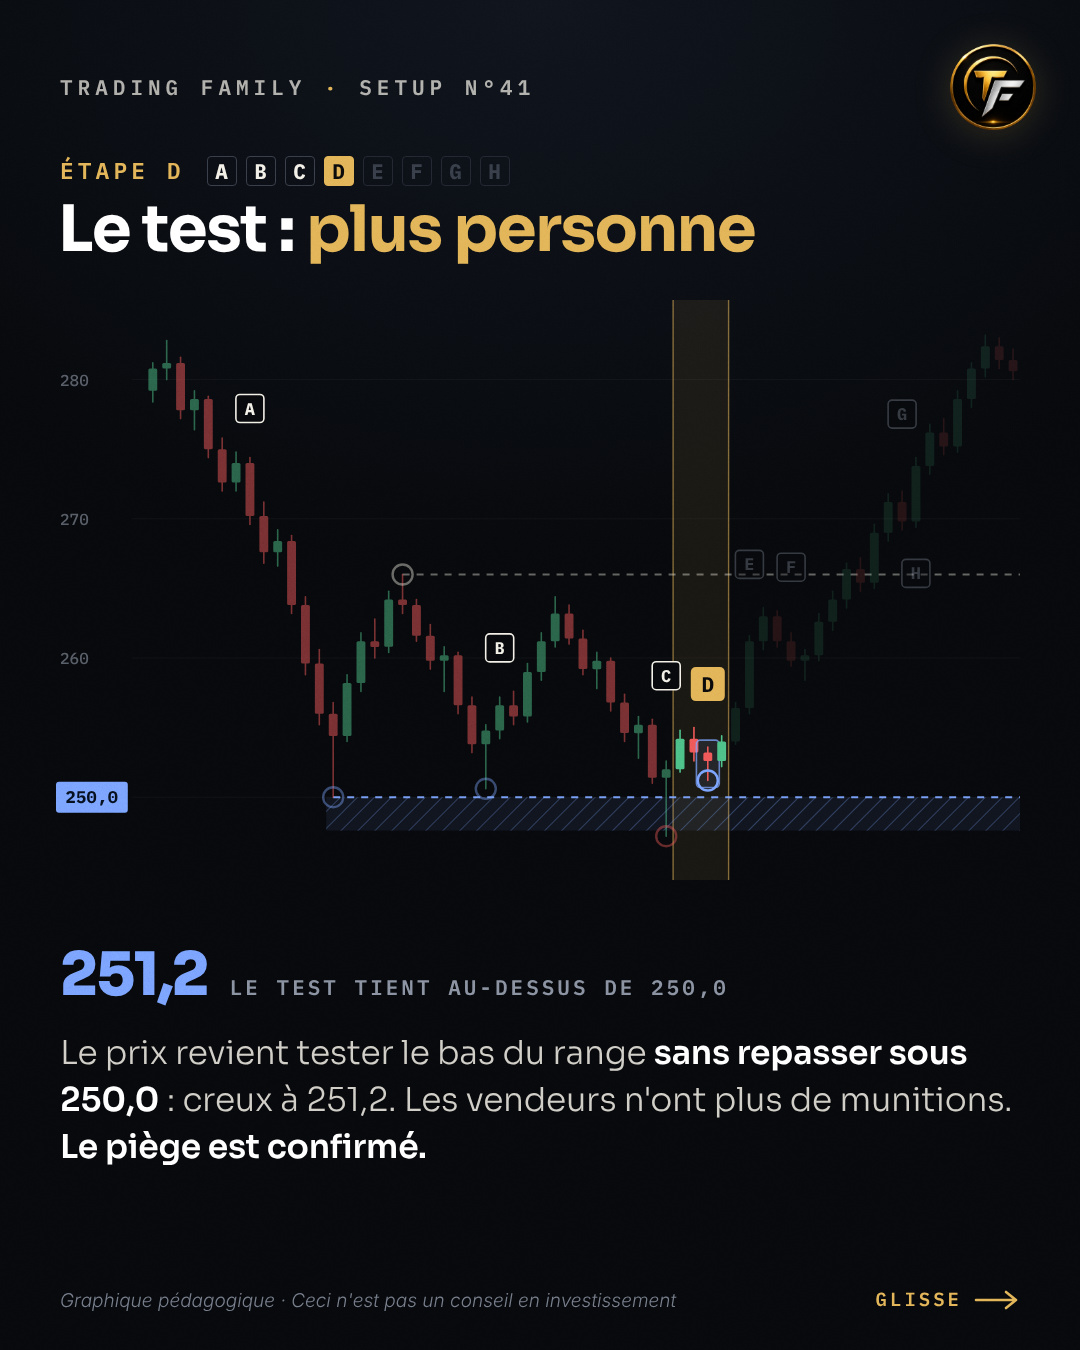 TRADING FAMILY · SETUP N°41
TF
ÉTAPE D A B C D E F G H
Le test : plus personne
280
270
260
250,0
A
B
C
D
E
F
G
H
251,2 LE TEST TIENT AU-DESSUS DE 250,0
Le prix revient tester le bas du range sans repasser sous
250,0 : creux à 251,2. Les vendeurs n'ont plus de munitions.
Le piège est confirmé.
Graphique pédagogique · Ceci n'est pas un conseil en investissement
GLISSE